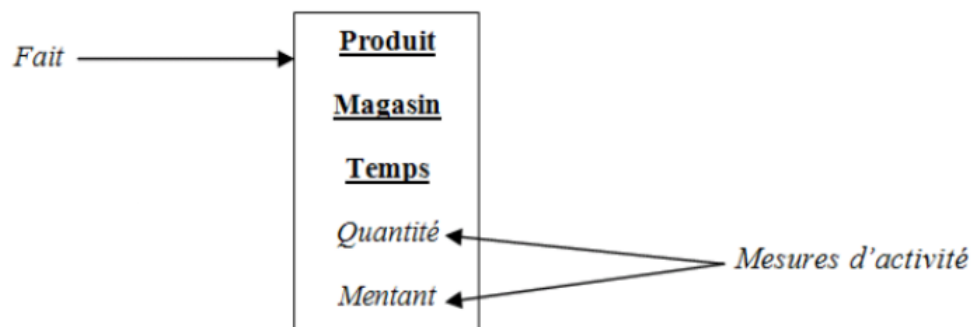 Produit
Fait
Magasin
Temps
Quantité
Mesures d'activité
Mentant